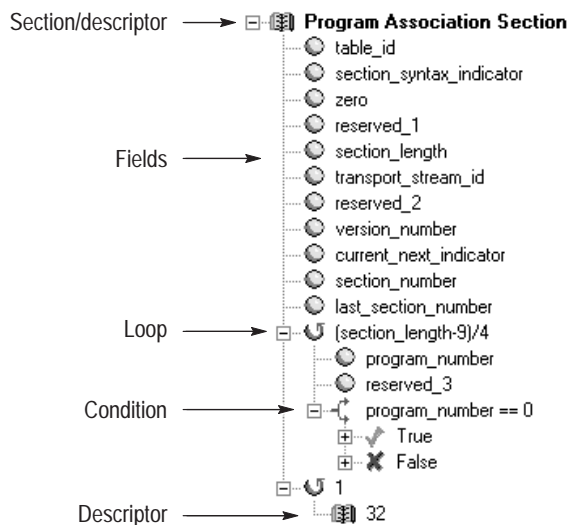 Section/descriptor Program Association Section
table_id
section_syntax_indicator
zero
reserved_1
Fields section_length
transport_stream_id
reserved_2
version_number
current_next_indicator
section_number
last_section_number
Loop (section_length-9)/4
program_number
reserved_3
Condition program_number == 0
True
False
1
Descriptor 32